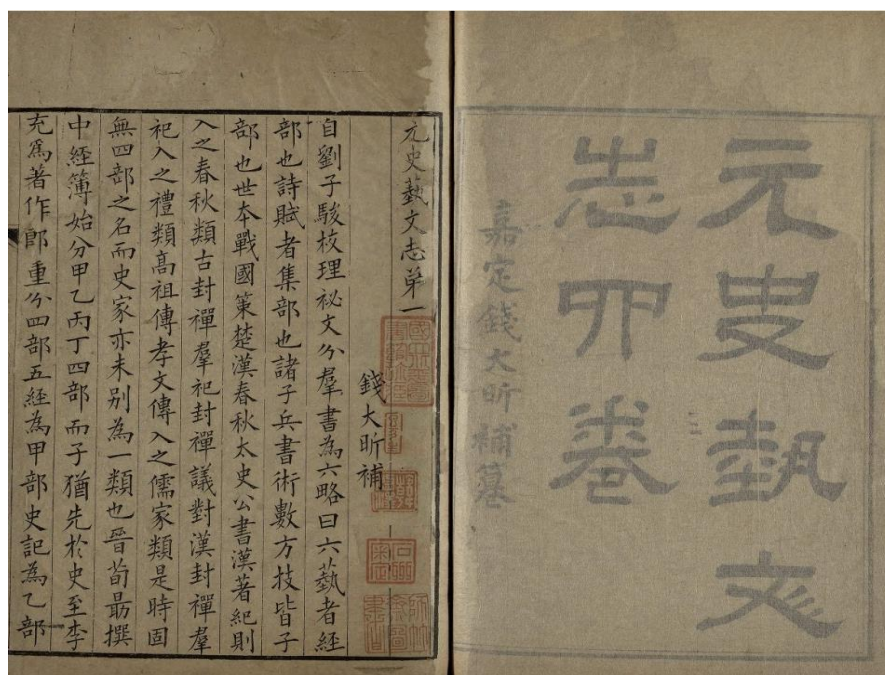 元史埶文
志四卷
嘉定錢大昕補纂
元史藝文志第一
錢大昕補
自劉子駿校理祕文分羣書為六略曰六藝者經
部也詩賦者集部也諸子兵書術數方技皆子
部也世本戰國策楚漢春秋太史公書漢著紀則
入之春秋類古封禪羣祀封禪議對漢封禪羣
祀入之禮類高祖傳孝文傳入之儒家類是時固
無四部之名而史家亦未別為一類也晉荀勗撰
中經簿始分甲乙丙丁四部而子猶先於史至李
充爲著作郎重分四部五經為甲部史記為乙部